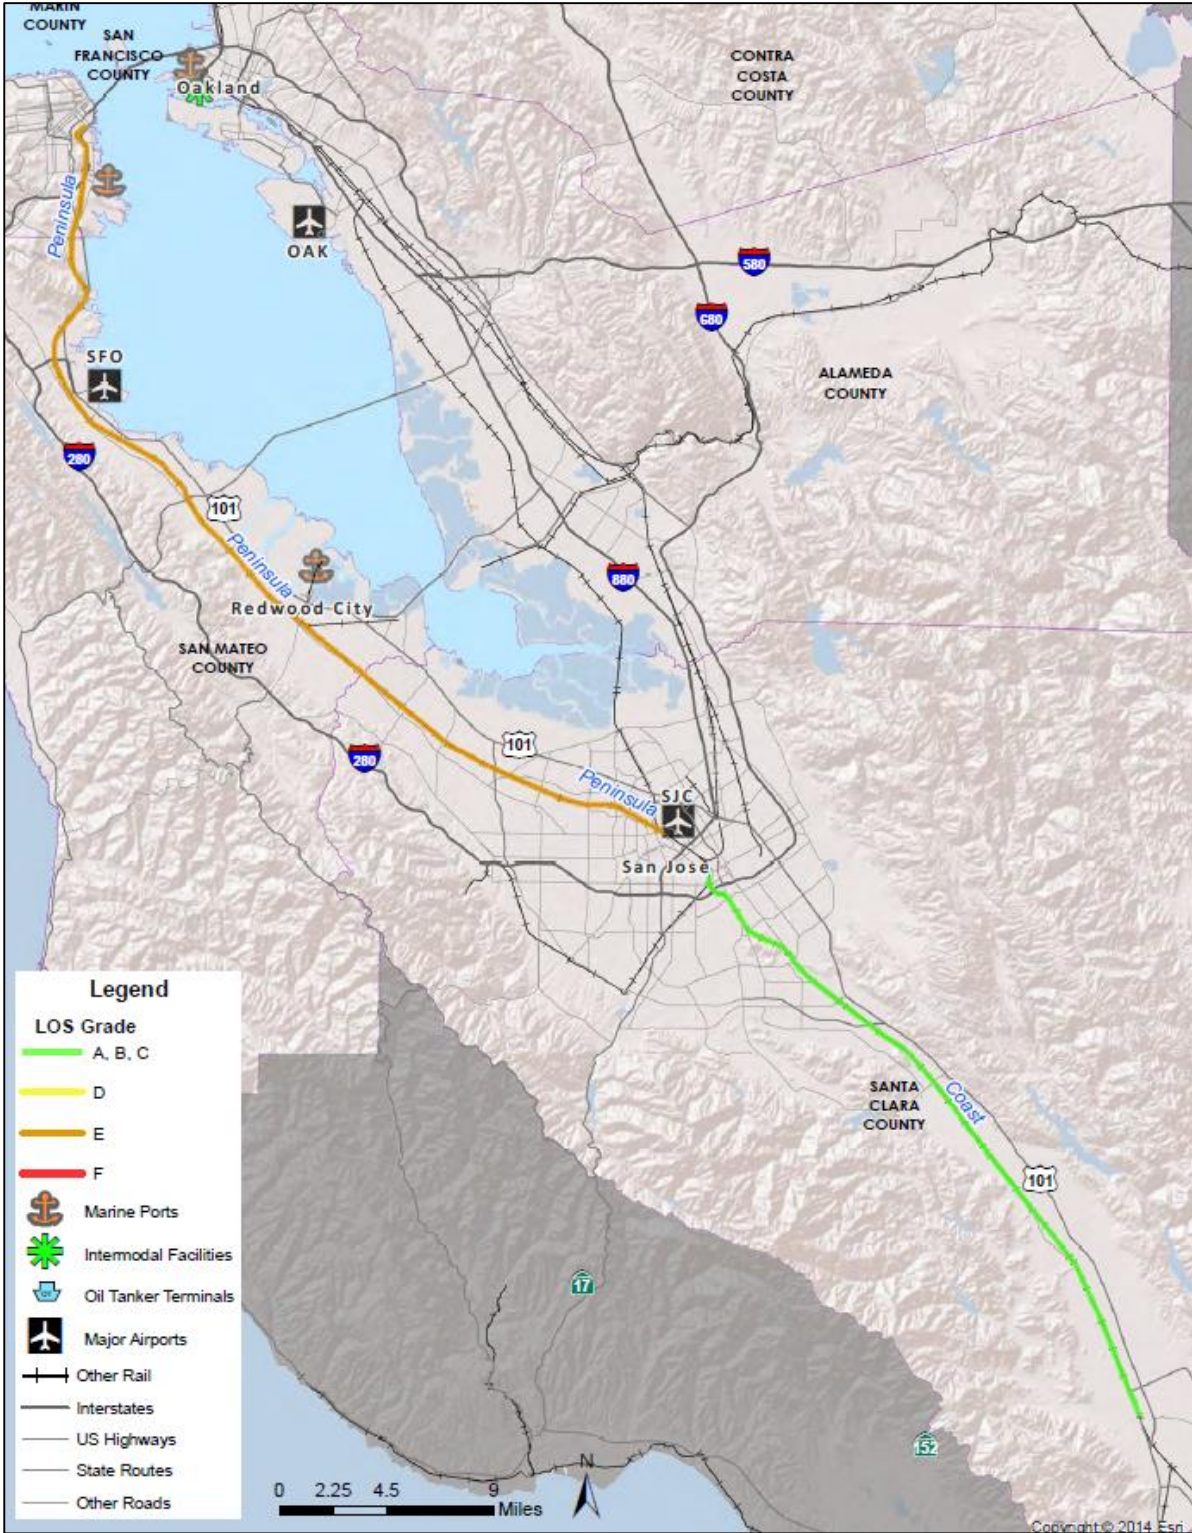 MARIN
COUNTY
SAN
FRANCISCO
COUNTY
Oakland
CONTRA
COSTA
COUNTY
Peninsula
OAK
580
680
SFO
ALAMEDA
COUNTY
280
101
Peninsula
880
Redwood City
SAN MATEO
COUNTY
101
280
Peninsula
SJC
San Jose
SANTA
CLARA
COUNTY
Coast
101
17
152
Legend
LOS Grade
A, B, C
D
E
F
Marine Ports
Intermodal Facilities
Oil Tanker Terminals
Major Airports
Other Rail
Interstates
US Highways
State Routes
Other Roads
0 2.25 4.5 9
Miles
N
Copyright © 2014 Esri